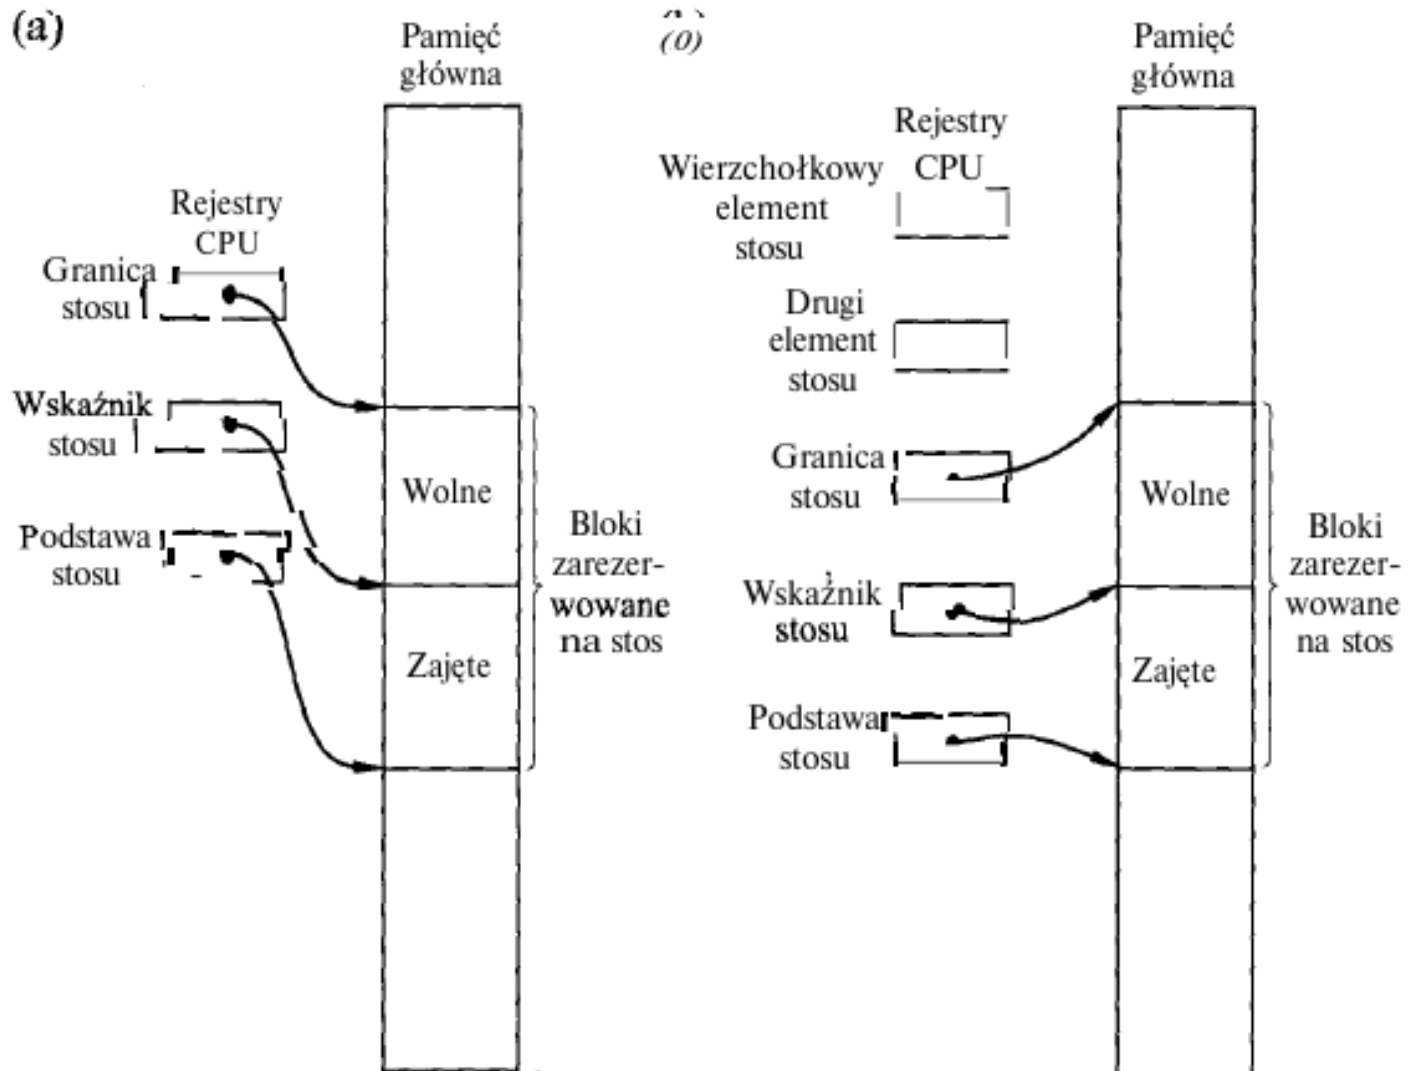 (a)
Pamięć
główna
Rejestry
CPU
Granica
stosu
Wskaźnik
stosu
Podstawa
stosu
Wolne
Zajęte
Bloki
zarezer-
wowane
na stos
(0)
Pamięć
główna
Rejestry
CPU
Wierzchołkowy
element
stosu
Drugi
element
stosu
Granica
stosu
Wskaźnik
stosu
Podstawa
stosu
Wolne
Zajęte
Bloki
zarezer-
wowane
na stos